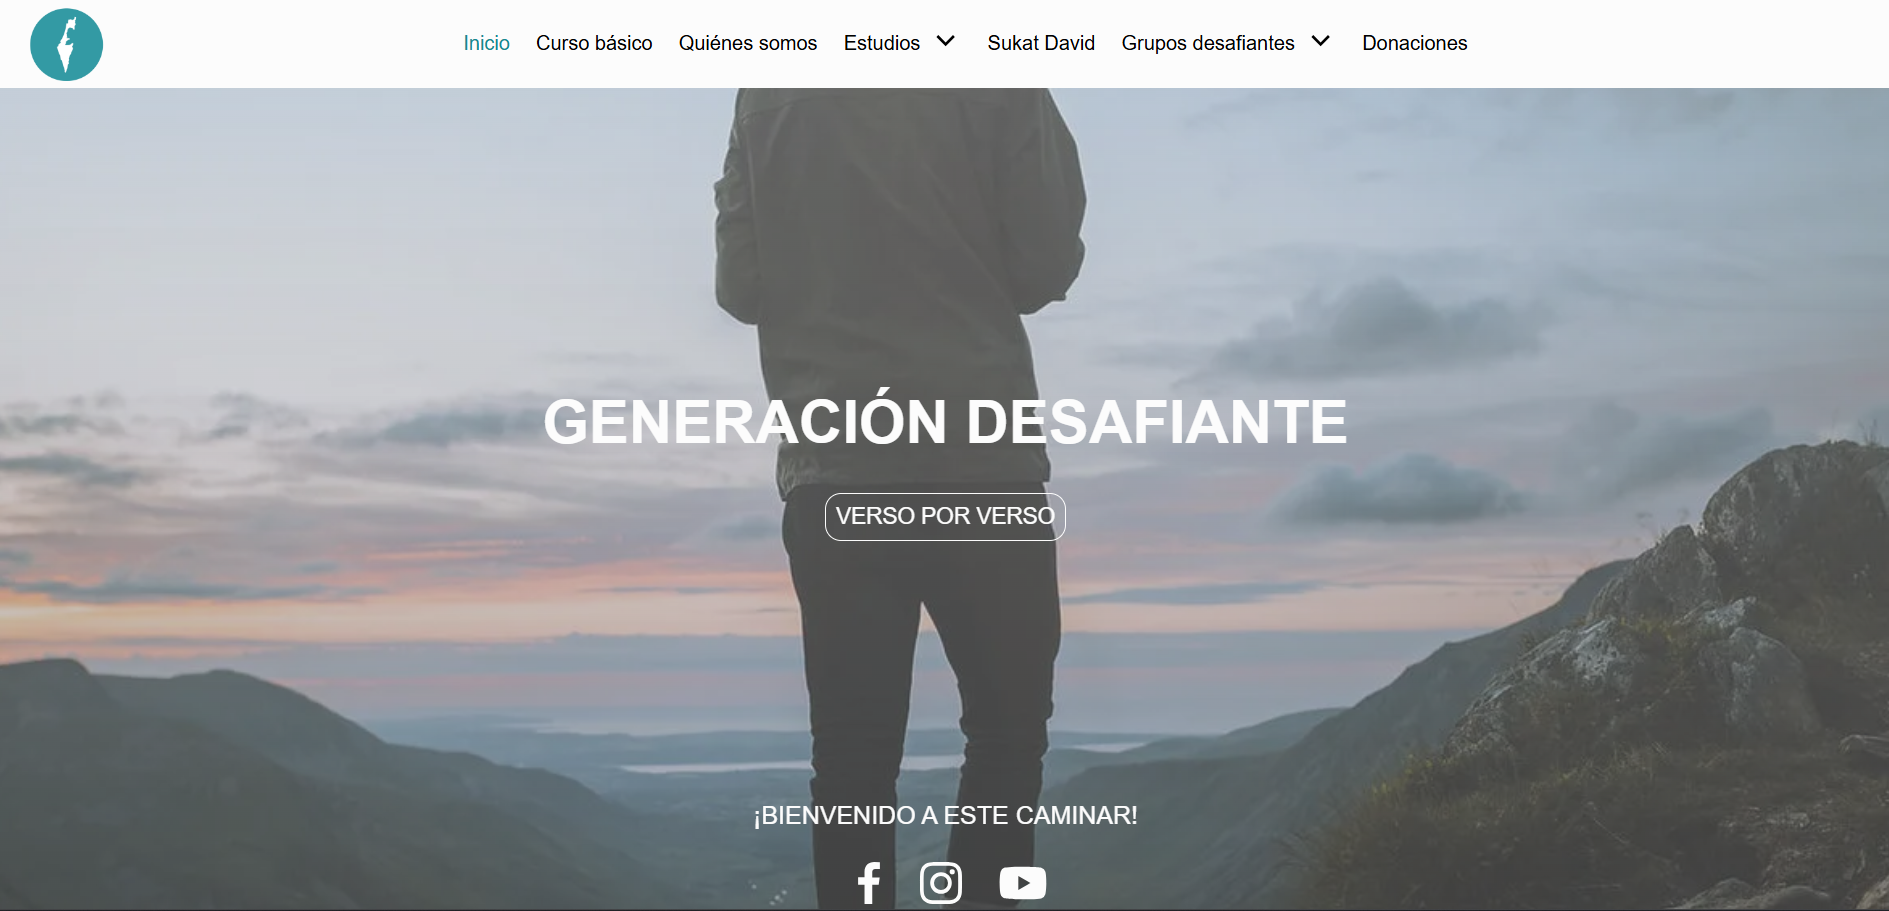 Inicio Curso básico Quiénes somos Estudios Sukat David Grupos desafiantes Donaciones
GENERACIÓN DESAFIANTE
VERSO POR VERSO
¡BIENVENIDO A ESTE CAMINAR!